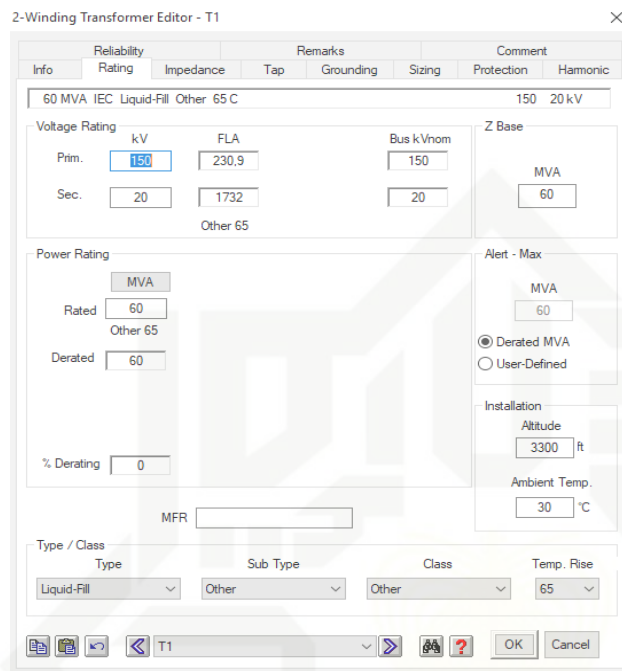 2-Winding Transformer Editor - T1
Reliability Remarks Comment
Info Rating Impedance Tap Grounding Sizing Protection Harmonic
60 MVA IEC Liquid-Fill Other 65 C 150 20 kV
Voltage Rating
kV FLA Bus kVnom
Prim. 150 230,9 150
Sec. 20 1732 20
Other 65
Z Base
MVA
60
Power Rating
MVA
Rated 60
Other 65
Derated 60
% Derating 0
Alert - Max
MVA
60
Derated MVA
User-Defined
Installation
Altitude
3300 ft
Ambient Temp.
30 °C
MFR
Type / Class
Type Sub Type Class Temp. Rise
Liquid-Fill Other Other 65
T1 ? OK Cancel